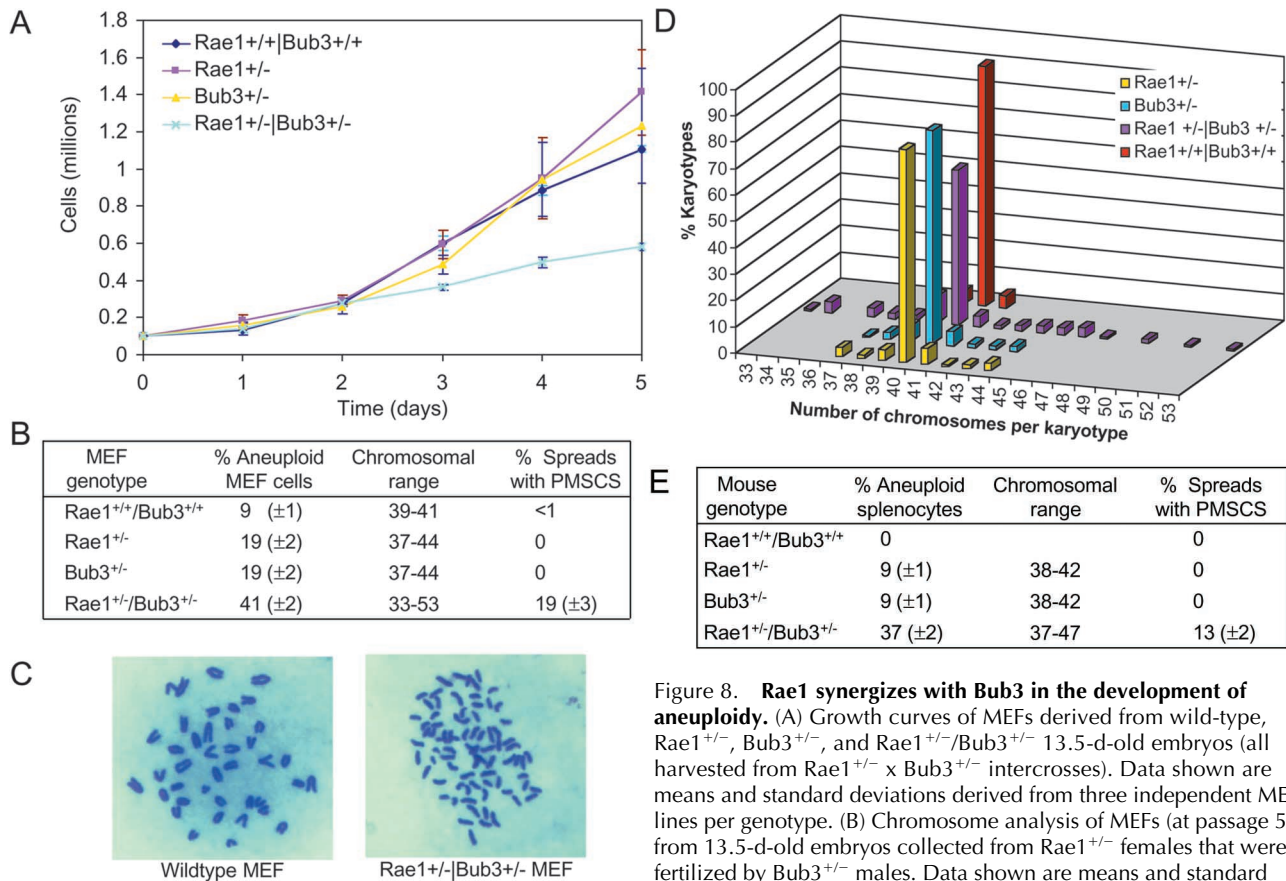 A
Rae1+/+|Bub3+/+
Rae1+/-
Bub3+/-
Rae1+/-|Bub3+/-
Cells (millions)
1.8
1.6
1.4
1.2
1
0.8
0.6
0.4
0.2
0
0 1 2 3 4 5
Time (days)
B
MEF genotype % Aneuploid MEF cells Chromosomal range % Spreads with PMSCS
Rae1+/+/Bub3+/+ 9 (±1) 39-41 <1
Rae1+/- 19 (±2) 37-44 0
Bub3+/- 19 (±2) 37-44 0
Rae1+/-/Bub3+/- 41 (±2) 33-53 19 (±3)
C
Wildtype MEF
Rae1+/-|Bub3+/- MEF
D
Rae1+/-
Bub3+/-
Rae1 +/-|Bub3 +/-
Rae1+/+|Bub3+/+
% Karyotypes
100
90
80
70
60
50
40
30
20
10
0
33 34 35 36 37 38 39 40 41 42 43 44 45 46 47 48 49 50 51 52 53
Number of chromosomes per karyotype
E
Mouse genotype % Aneuploid splenocytes Chromosomal range % Spreads with PMSCS
Rae1+/+/Bub3+/+ 0 0
Rae1+/- 9 (±1) 38-42 0
Bub3+/- 9 (±1) 38-42 0
Rae1+/-/Bub3+/- 37 (±2) 37-47 13 (±2)
Figure 8. Rae1 synergizes with Bub3 in the development of
aneuploidy. (A) Growth curves of MEFs derived from wild-type,
Rae1+/−, Bub3+/−, and Rae1+/−/Bub3+/− 13.5-d-old embryos (all
harvested from Rae1+/− x Bub3+/− intercrosses). Data shown are
means and standard deviations derived from three independent ME
lines per genotype. (B) Chromosome analysis of MEFs (at passage 5
from 13.5-d-old embryos collected from Rae1+/− females that were
fertilized by Bub3+/− males. Data shown are means and standard